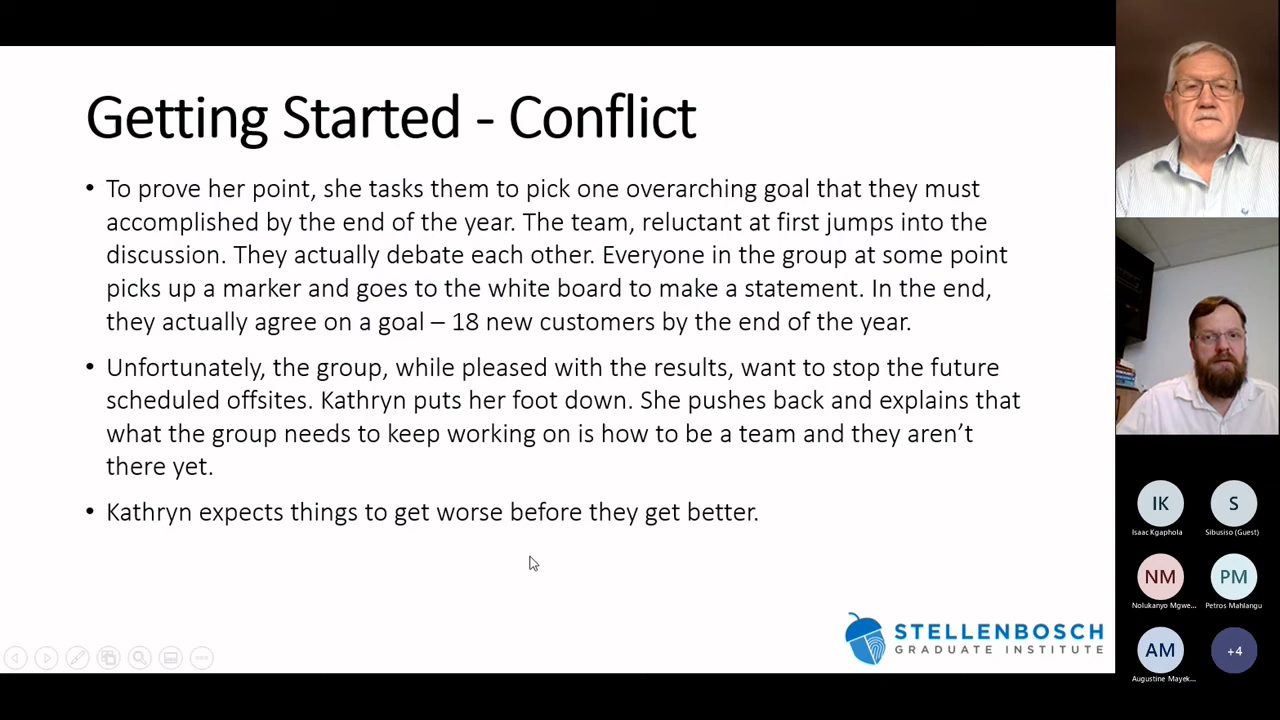 Getting Started - Conflict
• To prove her point, she tasks them to pick one overarching goal that they must
accomplished by the end of the year. The team, reluctant at first jumps into the
discussion. They actually debate each other. Everyone in the group at some point
picks up a marker and goes to the white board to make a statement. In the end,
they actually agree on a goal – 18 new customers by the end of the year.
• Unfortunately, the group, while pleased with the results, want to stop the future
scheduled offsites. Kathryn puts her foot down. She pushes back and explains that
what the group needs to keep working on is how to be a team and they aren’t
there yet.
• Kathryn expects things to get worse before they get better.
STELLENBOSCH
GRADUATE INSTITUTE
IK
Isaac Kgaphola
S
Sibusiso (Guest)
NM
Nolukanyo Mgwe...
PM
Petros Mahlangu
AM
Augustine Mayek...
+4